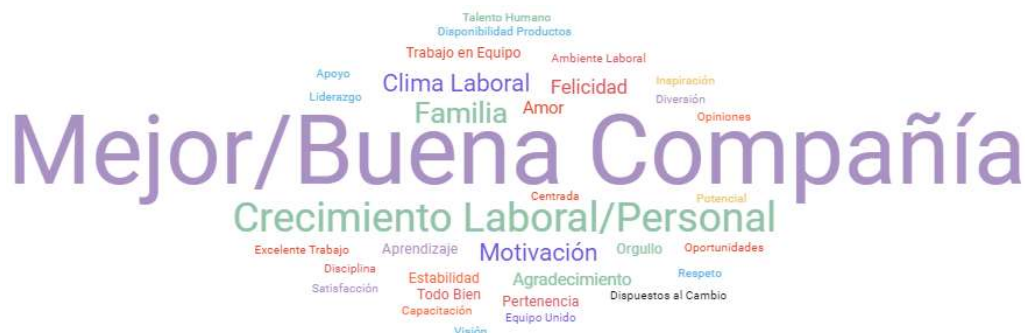 Talento Humano
Disponibilidad Productos
Trabajo en Equipo
Ambiente Laboral
Apoyo
Clima Laboral
Felicidad
Inspiración
Liderazgo
Familia
Amor
Diversión
Opiniones
Mejor/Buena Compañía
Centrada
Potencial
Crecimiento Laboral/Personal
Excelente Trabajo
Aprendizaje
Motivación
Orgullo
Oportunidades
Disciplina
Estabilidad
Agradecimiento
Respeto
Satisfacción
Todo Bien
Pertenencia
Dispuestos al Cambio
Capacitación
Equipo Unido
Visión